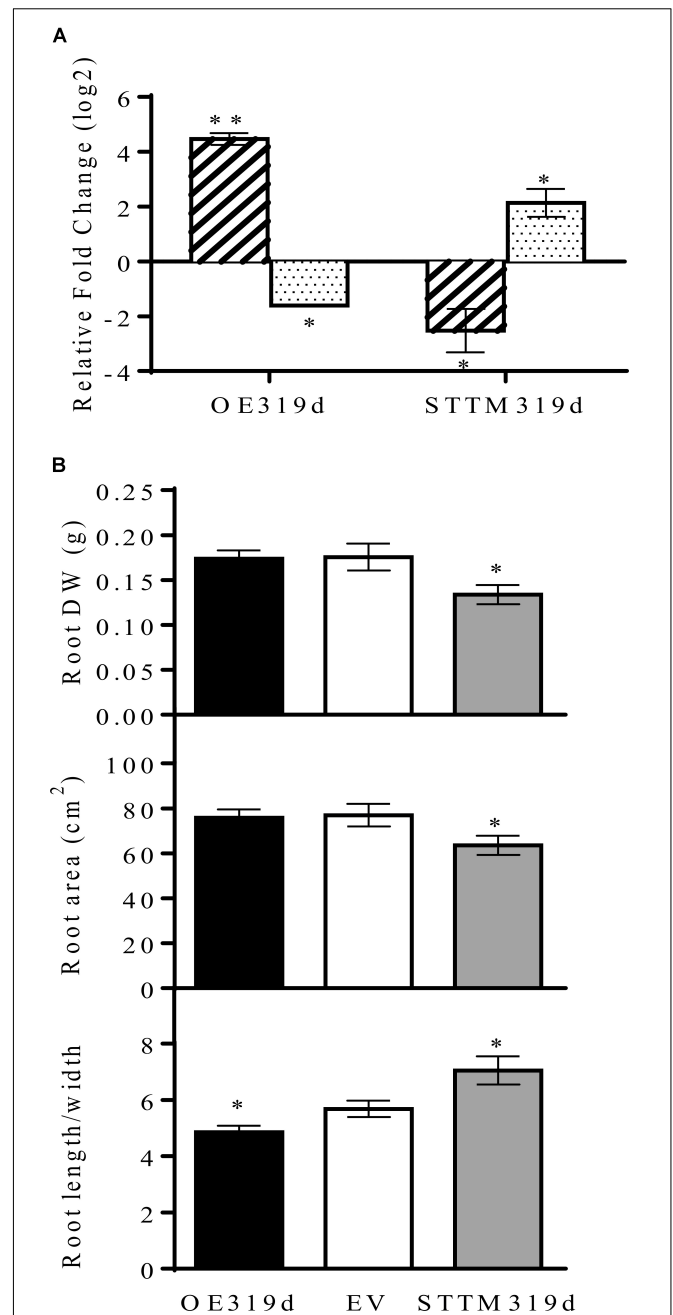 A
Relative Fold Change (log2)
6
4
2
0
-2
-4
* *
*
*
*
OE319d
STTM319d
B
Root DW (g)
0.25
0.20
0.15
0.10
0.05
0.00
*
Root area (cm²)
100
80
60
40
20
0
*
Root length/width
8
6
4
2
0
*
*
OE319d
EV
STTM319d